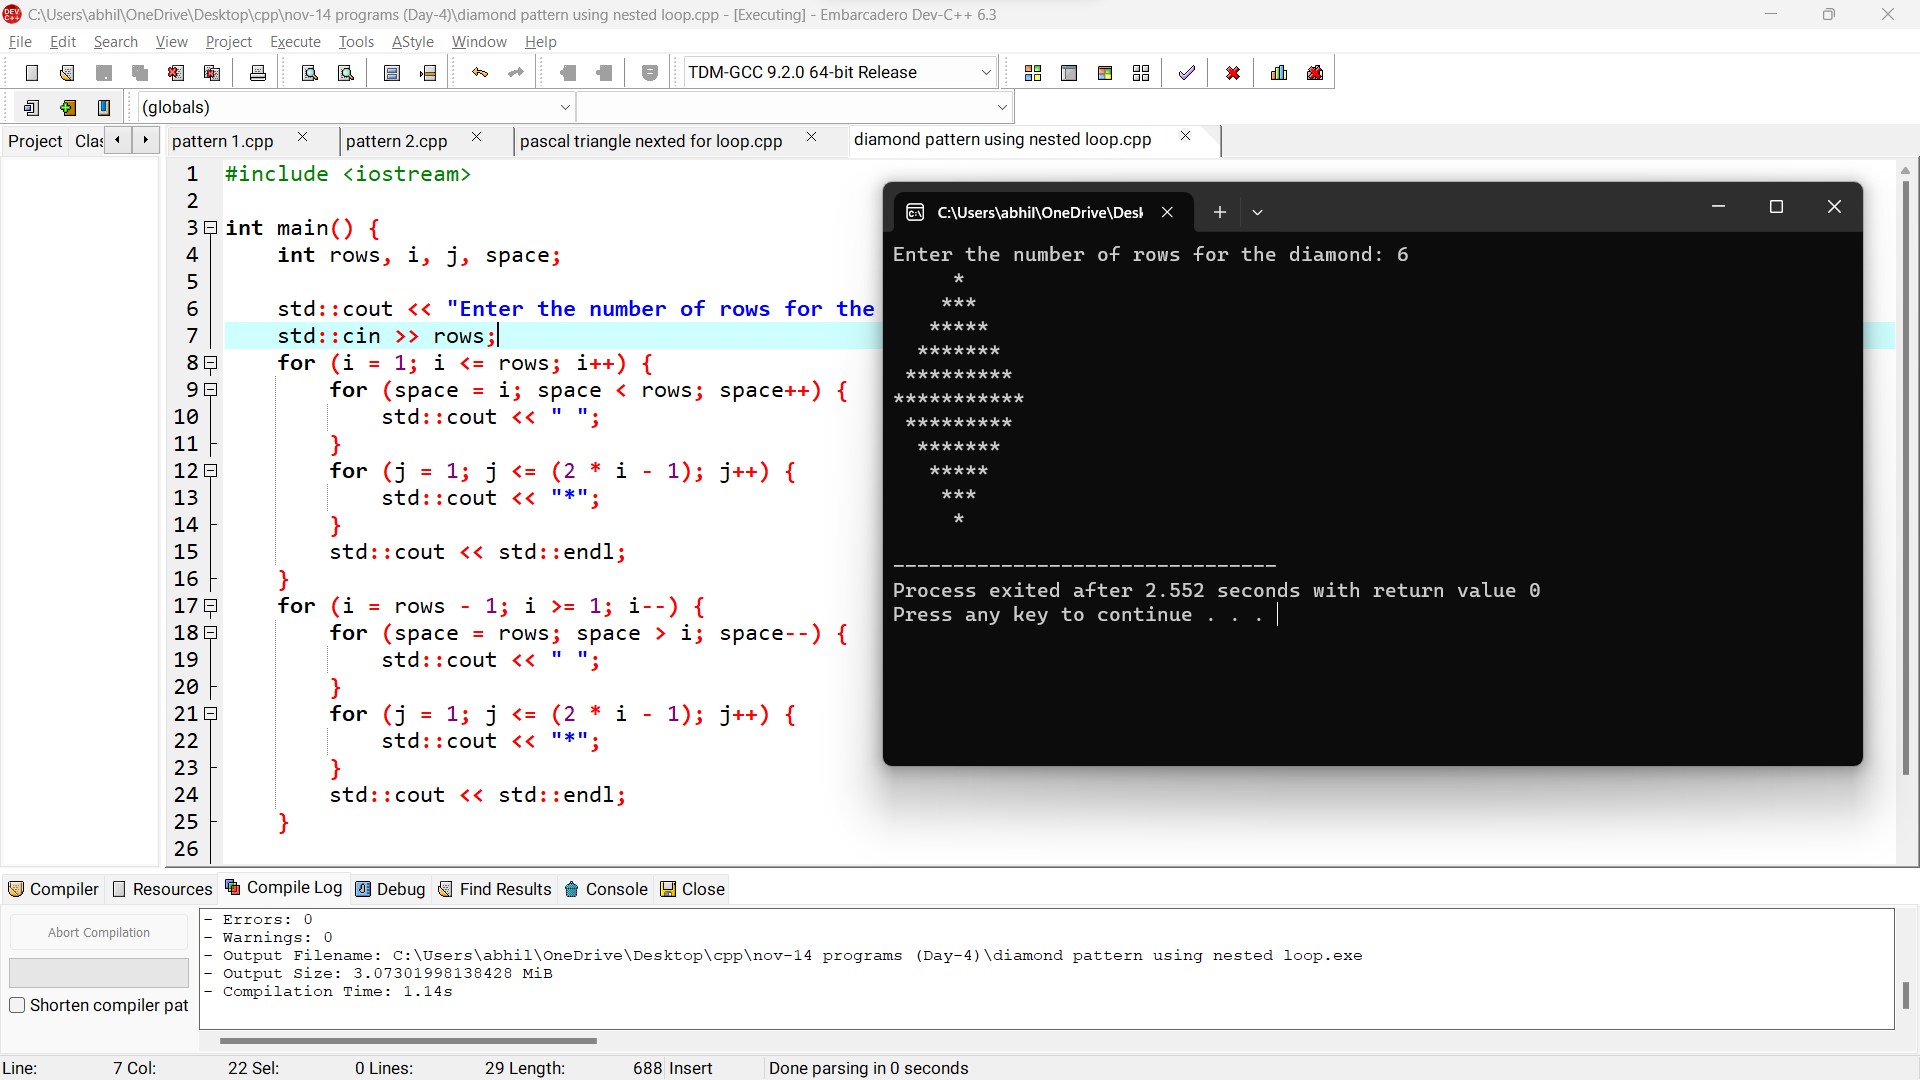 C:\Users\abhil\OneDrive\Desktop\cpp\nov-14 programs (Day-4)\diamond pattern using nested loop.cpp - [Executing] - Embarcadero Dev-C++ 6.3
File Edit Search View Project Execute Tools AStyle Window Help
TDM-GCC 9.2.0 64-bit Release
(globals)
Project Clas pattern 1.cpp pattern 2.cpp pascal triangle nexted for loop.cpp diamond pattern using nested loop.cpp
1 #include <iostream>
2
3 int main() {
4     int rows, i, j, space;
5
6     std::cout << "Enter the number of rows for the
7     std::cin >> rows;
8     for (i = 1; i <= rows; i++) {
9         for (space = i; space < rows; space++) {
10             std::cout << " ";
11         }
12         for (j = 1; j <= (2 * i - 1); j++) {
13             std::cout << "*";
14         }
15         std::cout << std::endl;
16     }
17     for (i = rows - 1; i >= 1; i--) {
18         for (space = rows; space > i; space--) {
19             std::cout << " ";
20         }
21         for (j = 1; j <= (2 * i - 1); j++) {
22             std::cout << "*";
23         }
24         std::cout << std::endl;
25     }
26
C:\Users\abhil\OneDrive\Desk
Enter the number of rows for the diamond: 6
     *
    ***
   *****
  *******
 *********
***********
 *********
  *******
   *****
    ***
     *
--------------------------------
Process exited after 2.552 seconds with return value 0
Press any key to continue . . .
Compiler Resources Compile Log Debug Find Results Console Close
Abort Compilation
Shorten compiler pat
- Errors: 0
- Warnings: 0
- Output Filename: C:\Users\abhil\OneDrive\Desktop\cpp\nov-14 programs (Day-4)\diamond pattern using nested loop.exe
- Output Size: 3.07301998138428 MiB
- Compilation Time: 1.14s
Line: 7 Col: 22 Sel: 0 Lines: 29 Length: 688 Insert Done parsing in 0 seconds